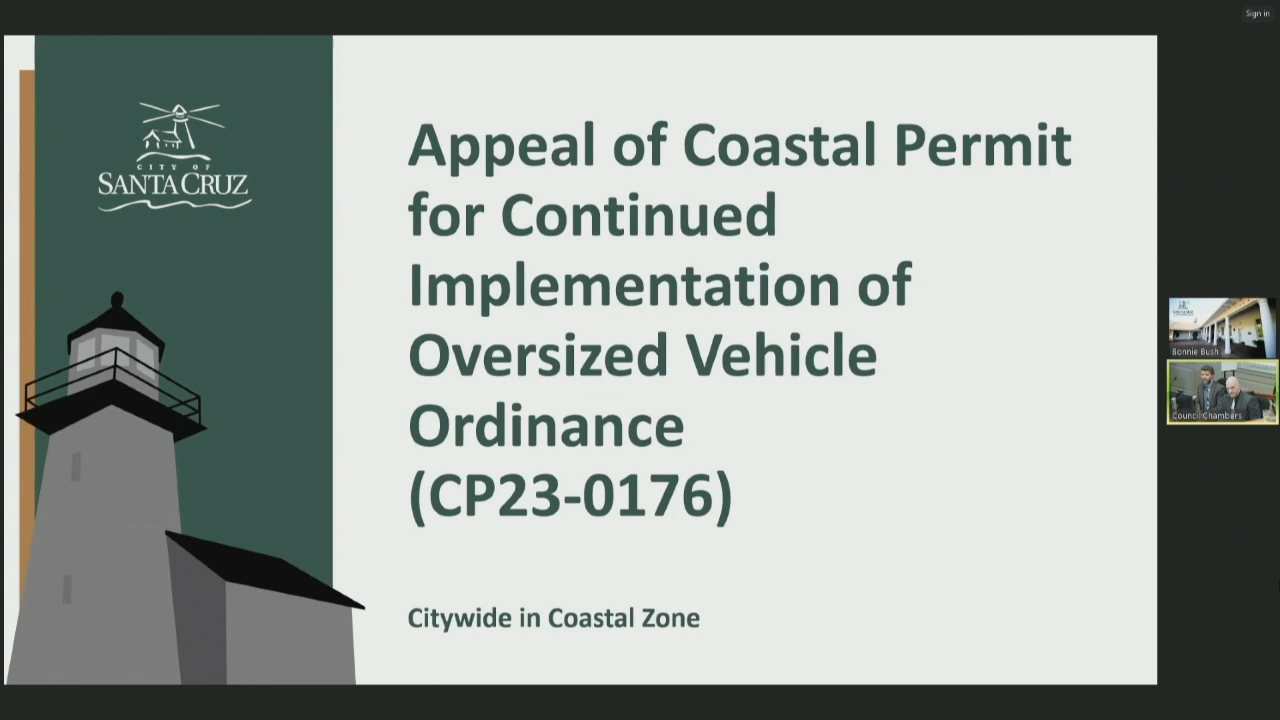 Sign in
CITY OF
SANTA CRUZ
Appeal of Coastal Permit
for Continued
Implementation of
Oversized Vehicle
Ordinance
(CP23-0176)
Citywide in Coastal Zone
Bonnie Bush
Council Chambers